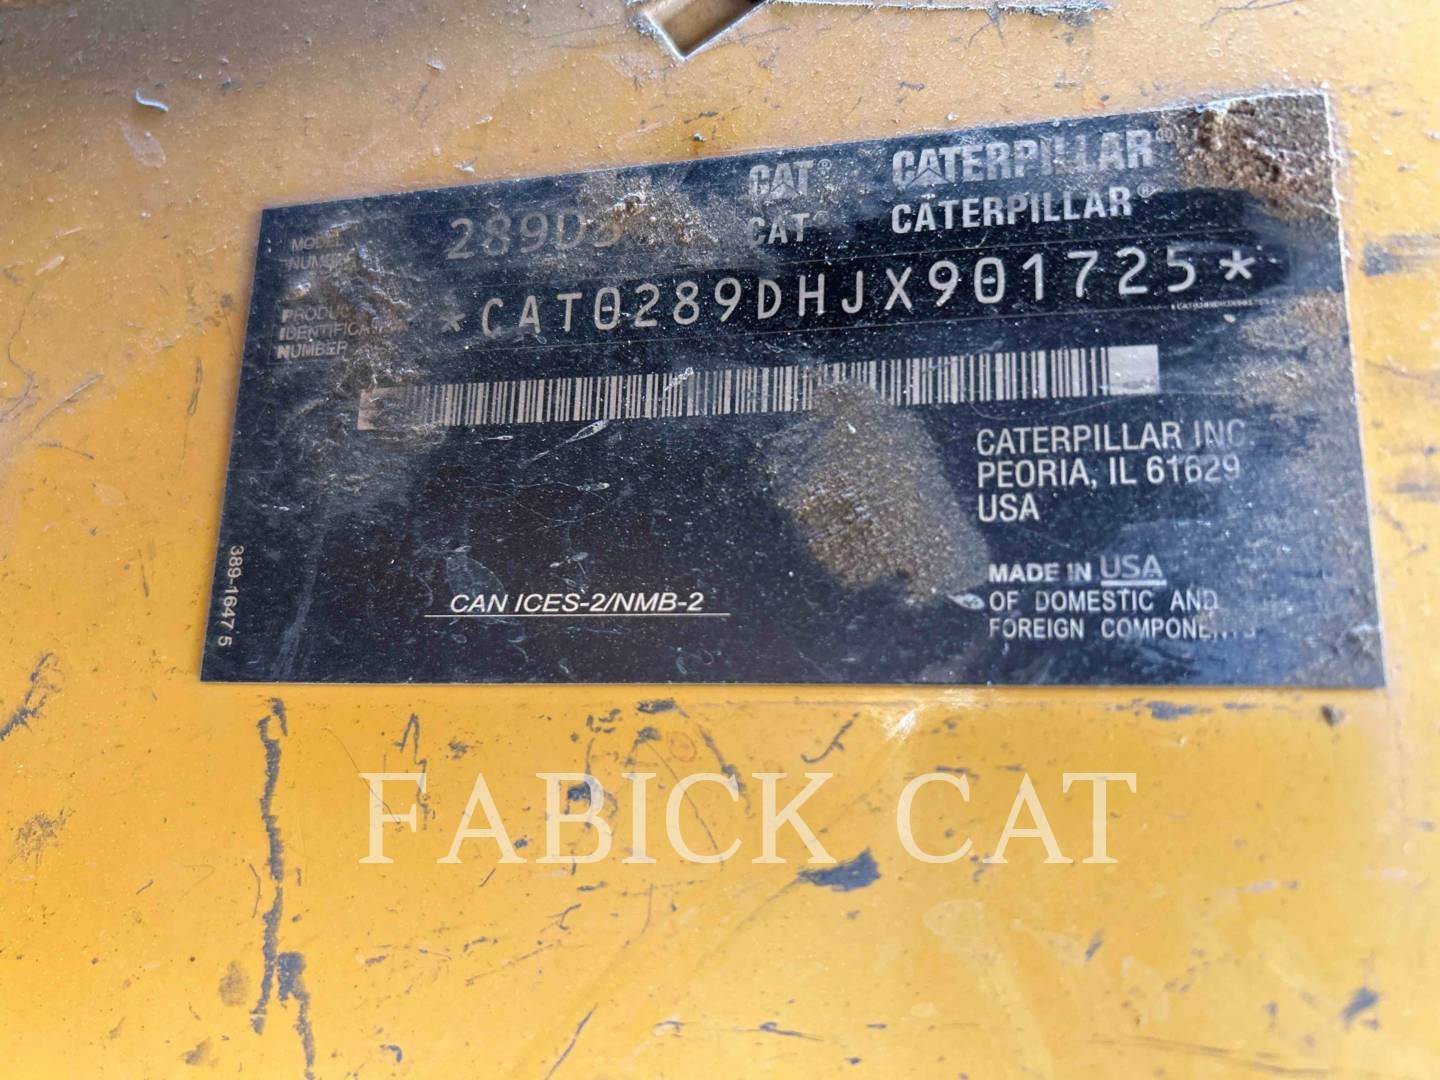 MODEL
NUMBER
289D3
CAT® CATERPILLAR®
CAT® CATERPILLAR®
PRODUCT
IDENTIFICATION
NUMBER
*CAT0289DHJX901725*
CATERPILLAR INC.
PEORIA, IL 61629
USA
MADE IN USA
OF DOMESTIC AND
FOREIGN COMPONENTS
CAN ICES-2/NMB-2
389-1647 5
FABICK CAT